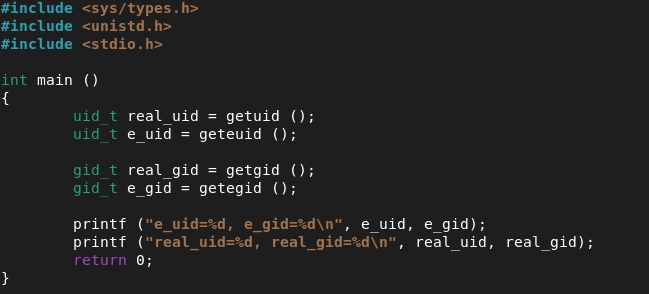 #include <sys/types.h>
#include <unistd.h>
#include <stdio.h>

int main ()
{
        uid_t real_uid = getuid ();
        uid_t e_uid = geteuid ();

        gid_t real_gid = getgid ();
        gid_t e_gid = getegid ();

        printf ("e_uid=%d, e_gid=%d\n", e_uid, e_gid);
        printf ("real_uid=%d, real_gid=%d\n", real_uid, real_gid);
        return 0;
}